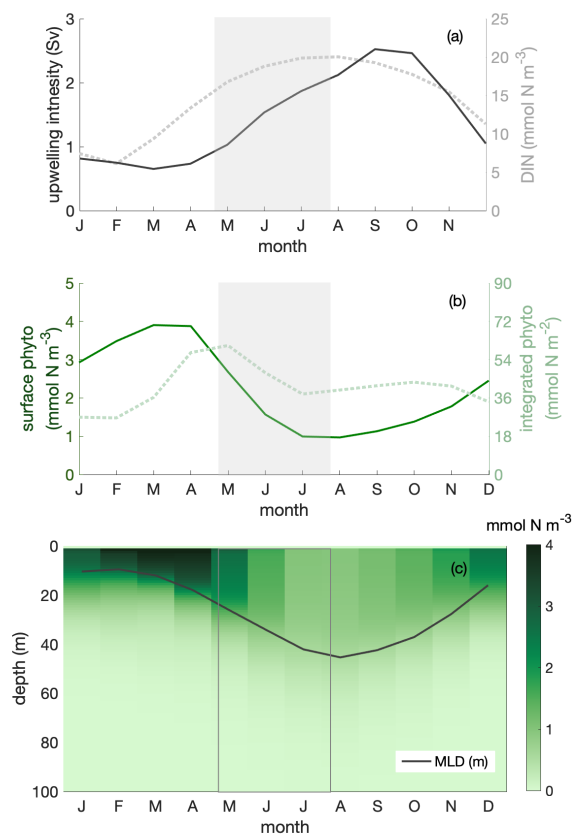 3
2
1
0
upwelling intnesity (Sv)
(a)
25
20
15
10
5
0
DIN (mmol N m-3)
J F M A M J J A S O N
month
5
4
3
2
1
0
surface phyto
(mmol N m-3)
(b)
90
72
54
36
18
0
integrated phyto
(mmol N m-2)
J F M A M J J A S O N D
month
mmol N m-3
0
20
40
60
80
100
depth (m)
(c)
MLD (m)
4
3
2
1
0
J F M A M J J A S O N D
month